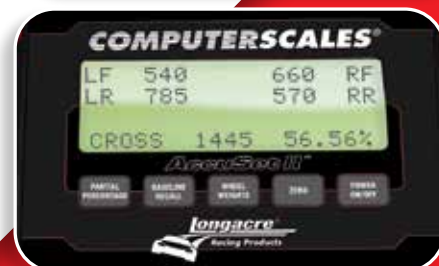 COMPUTERSCALES®
LF 540 660 RF
LR 785 570 RR
CROSS 1445 56.56%
AccuSet II™
PARTIAL PERCENTAGE BASELINE RECALL WHEEL WEIGHTS ZERO POWER ON/OFF
Longacre
Racing Products